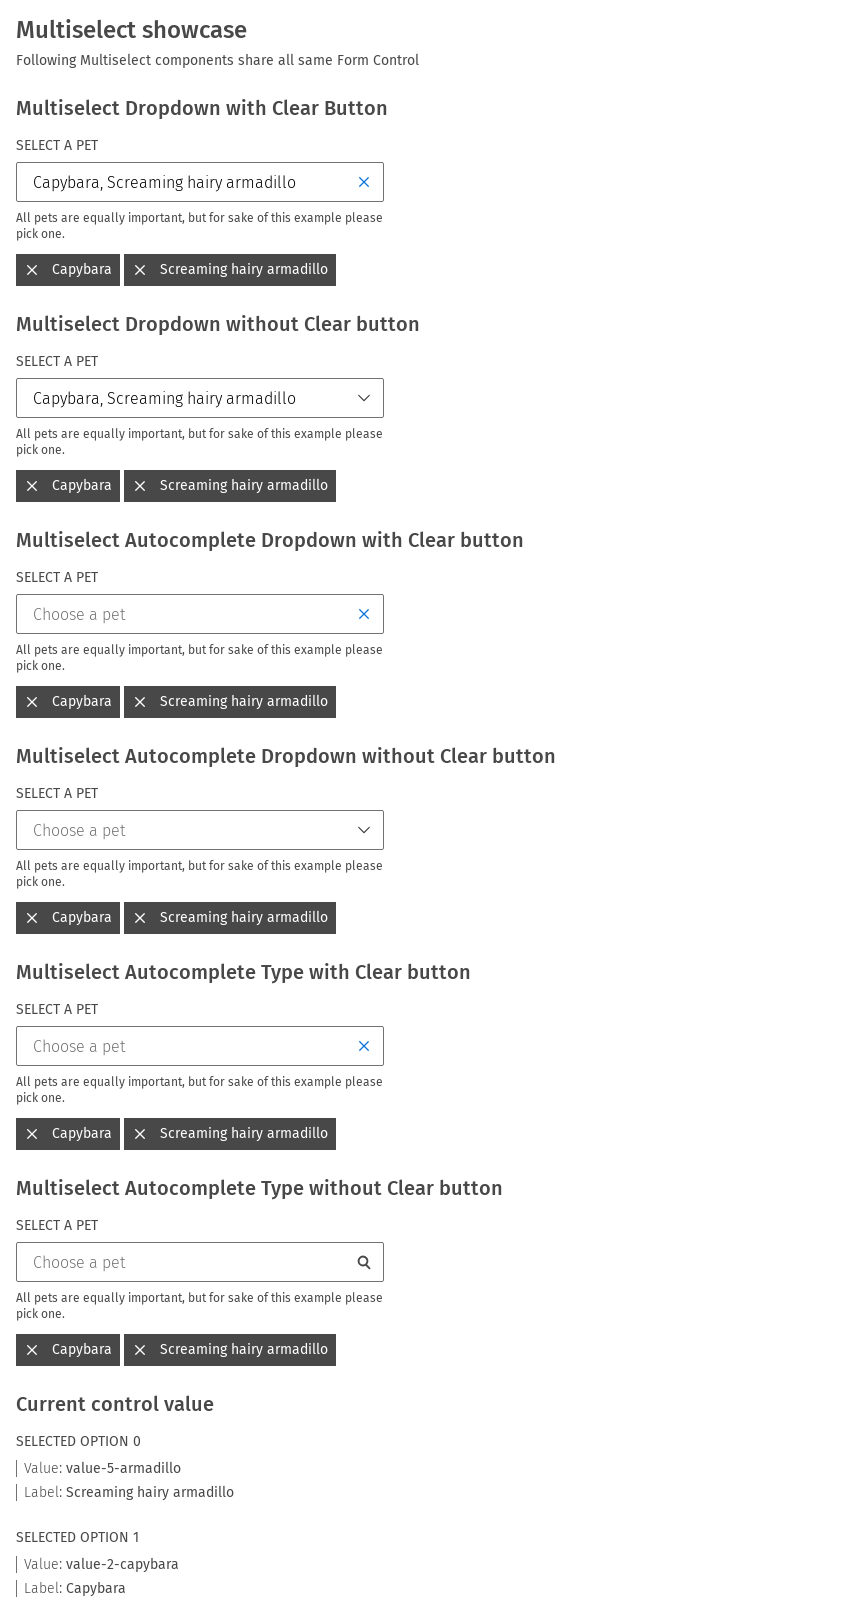 Multiselect showcase
Following Multiselect components share all same Form Control
Multiselect Dropdown with Clear Button
SELECT A PET
Capybara, Screaming hairy armadillo
All pets are equally important, but for sake of this example please
pick one.
Capybara Screaming hairy armadillo
Multiselect Dropdown without Clear button
SELECT A PET
Capybara, Screaming hairy armadillo
All pets are equally important, but for sake of this example please
pick one.
Capybara Screaming hairy armadillo
Multiselect Autocomplete Dropdown with Clear button
SELECT A PET
Choose a pet
All pets are equally important, but for sake of this example please
pick one.
Capybara Screaming hairy armadillo
Multiselect Autocomplete Dropdown without Clear button
SELECT A PET
Choose a pet
All pets are equally important, but for sake of this example please
pick one.
Capybara Screaming hairy armadillo
Multiselect Autocomplete Type with Clear button
SELECT A PET
Choose a pet
All pets are equally important, but for sake of this example please
pick one.
Capybara Screaming hairy armadillo
Multiselect Autocomplete Type without Clear button
SELECT A PET
Choose a pet
All pets are equally important, but for sake of this example please
pick one.
Capybara Screaming hairy armadillo
Current control value
SELECTED OPTION 0
Value: value-5-armadillo
Label: Screaming hairy armadillo
SELECTED OPTION 1
Value: value-2-capybara
Label: Capybara